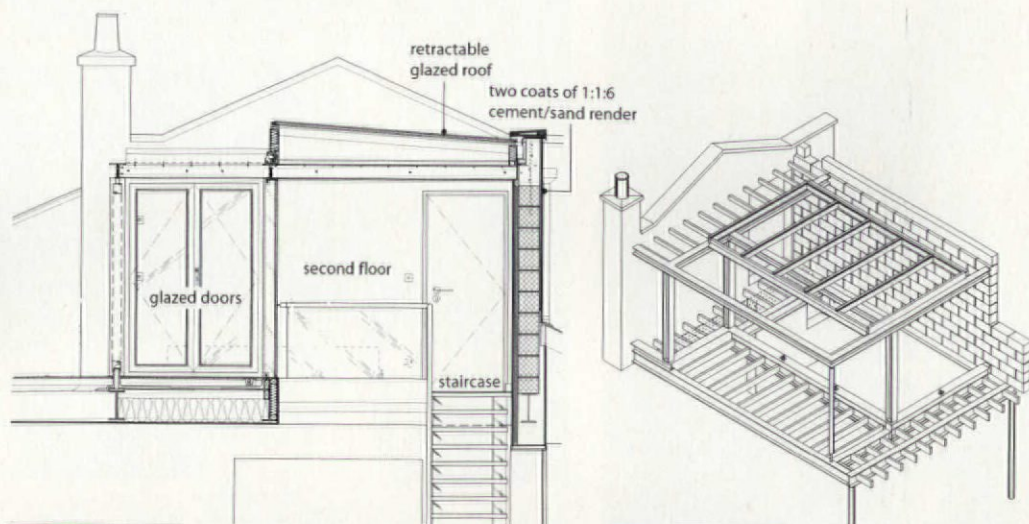 retractable
glazed roof
two coats of 1:1:6
cement/sand render
second floor
glazed doors
staircase